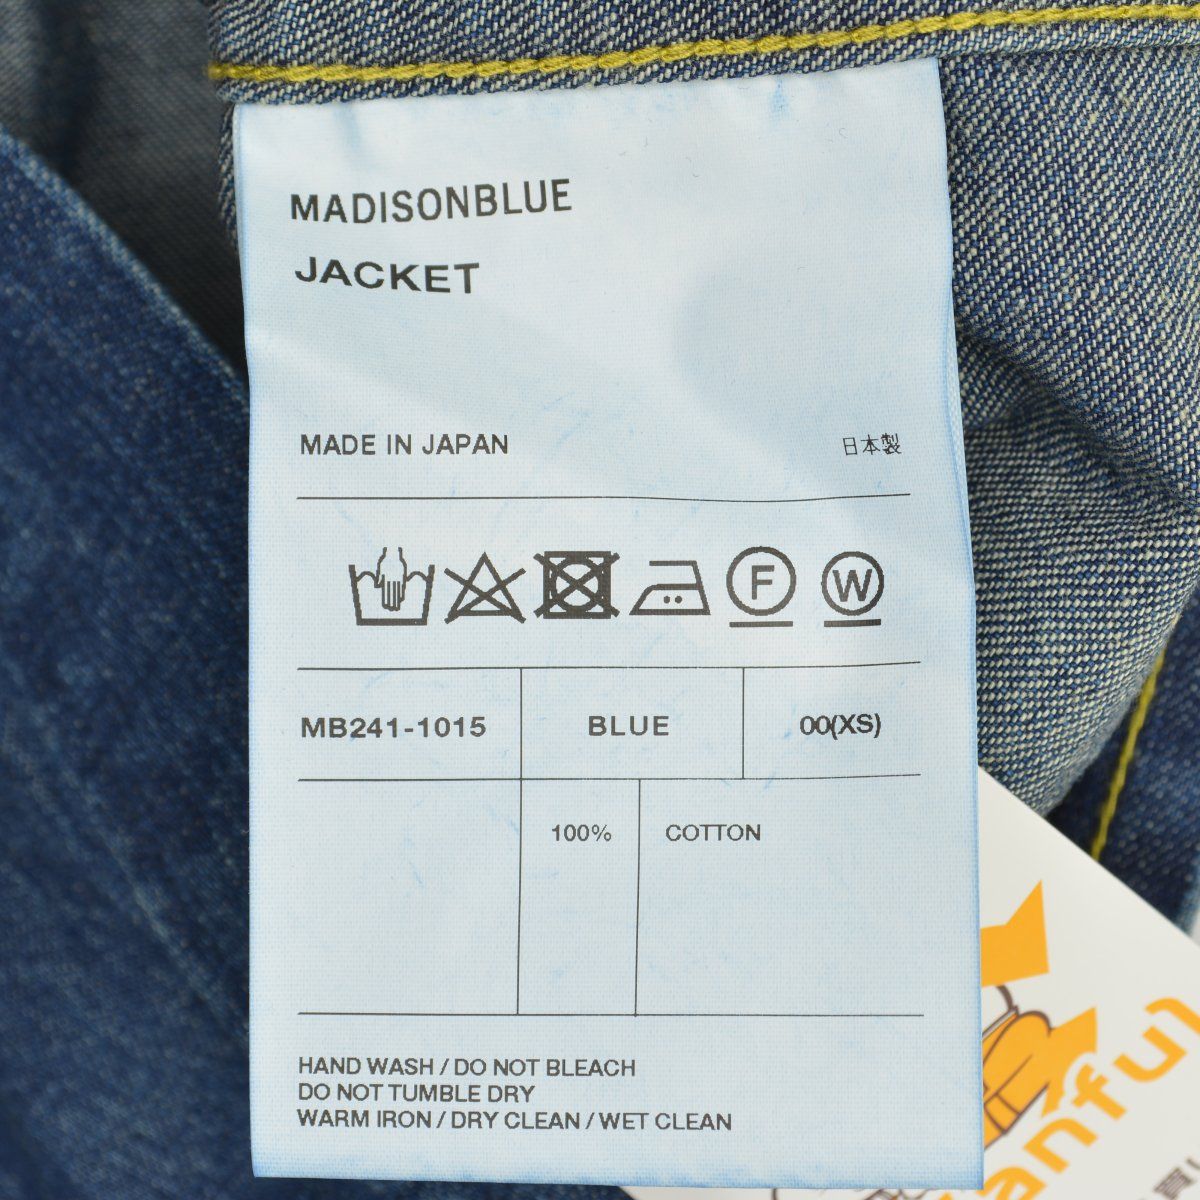 MADISONBLUE
JACKET
MADE IN JAPAN 日本製
F W
MB241-1015 BLUE 00(XS)
100% COTTON
HAND WASH / DO NOT BLEACH
DO NOT TUMBLE DRY
WARM IRON / DRY CLEAN / WET CLEAN
anful